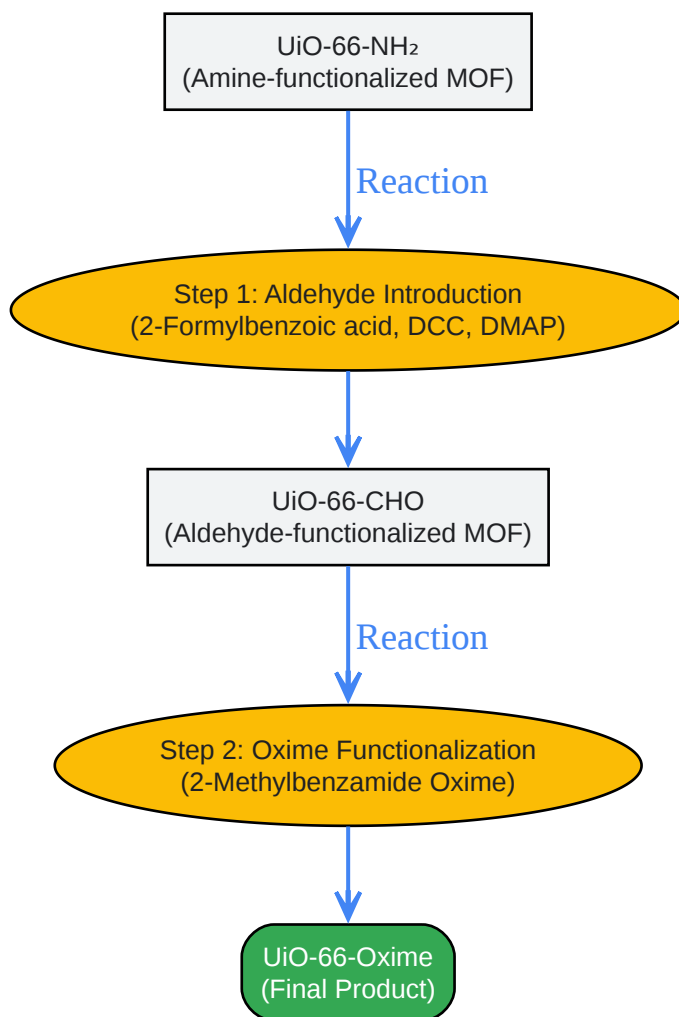 UiO-66-NH₂
(Amine-functionalized MOF)
Reaction
Step 1: Aldehyde Introduction
(2-Formylbenzoic acid, DCC, DMAP)
UiO-66-CHO
(Aldehyde-functionalized MOF)
Reaction
Step 2: Oxime Functionalization
(2-Methylbenzamide Oxime)
UiO-66-Oxime
(Final Product)